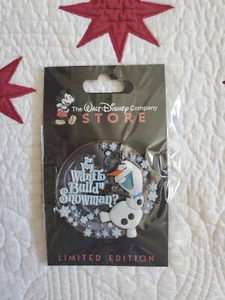 The WALT DISNEY Company
STORE
Do
You
Want to
Build A
Snowman?
LIMITED EDITION